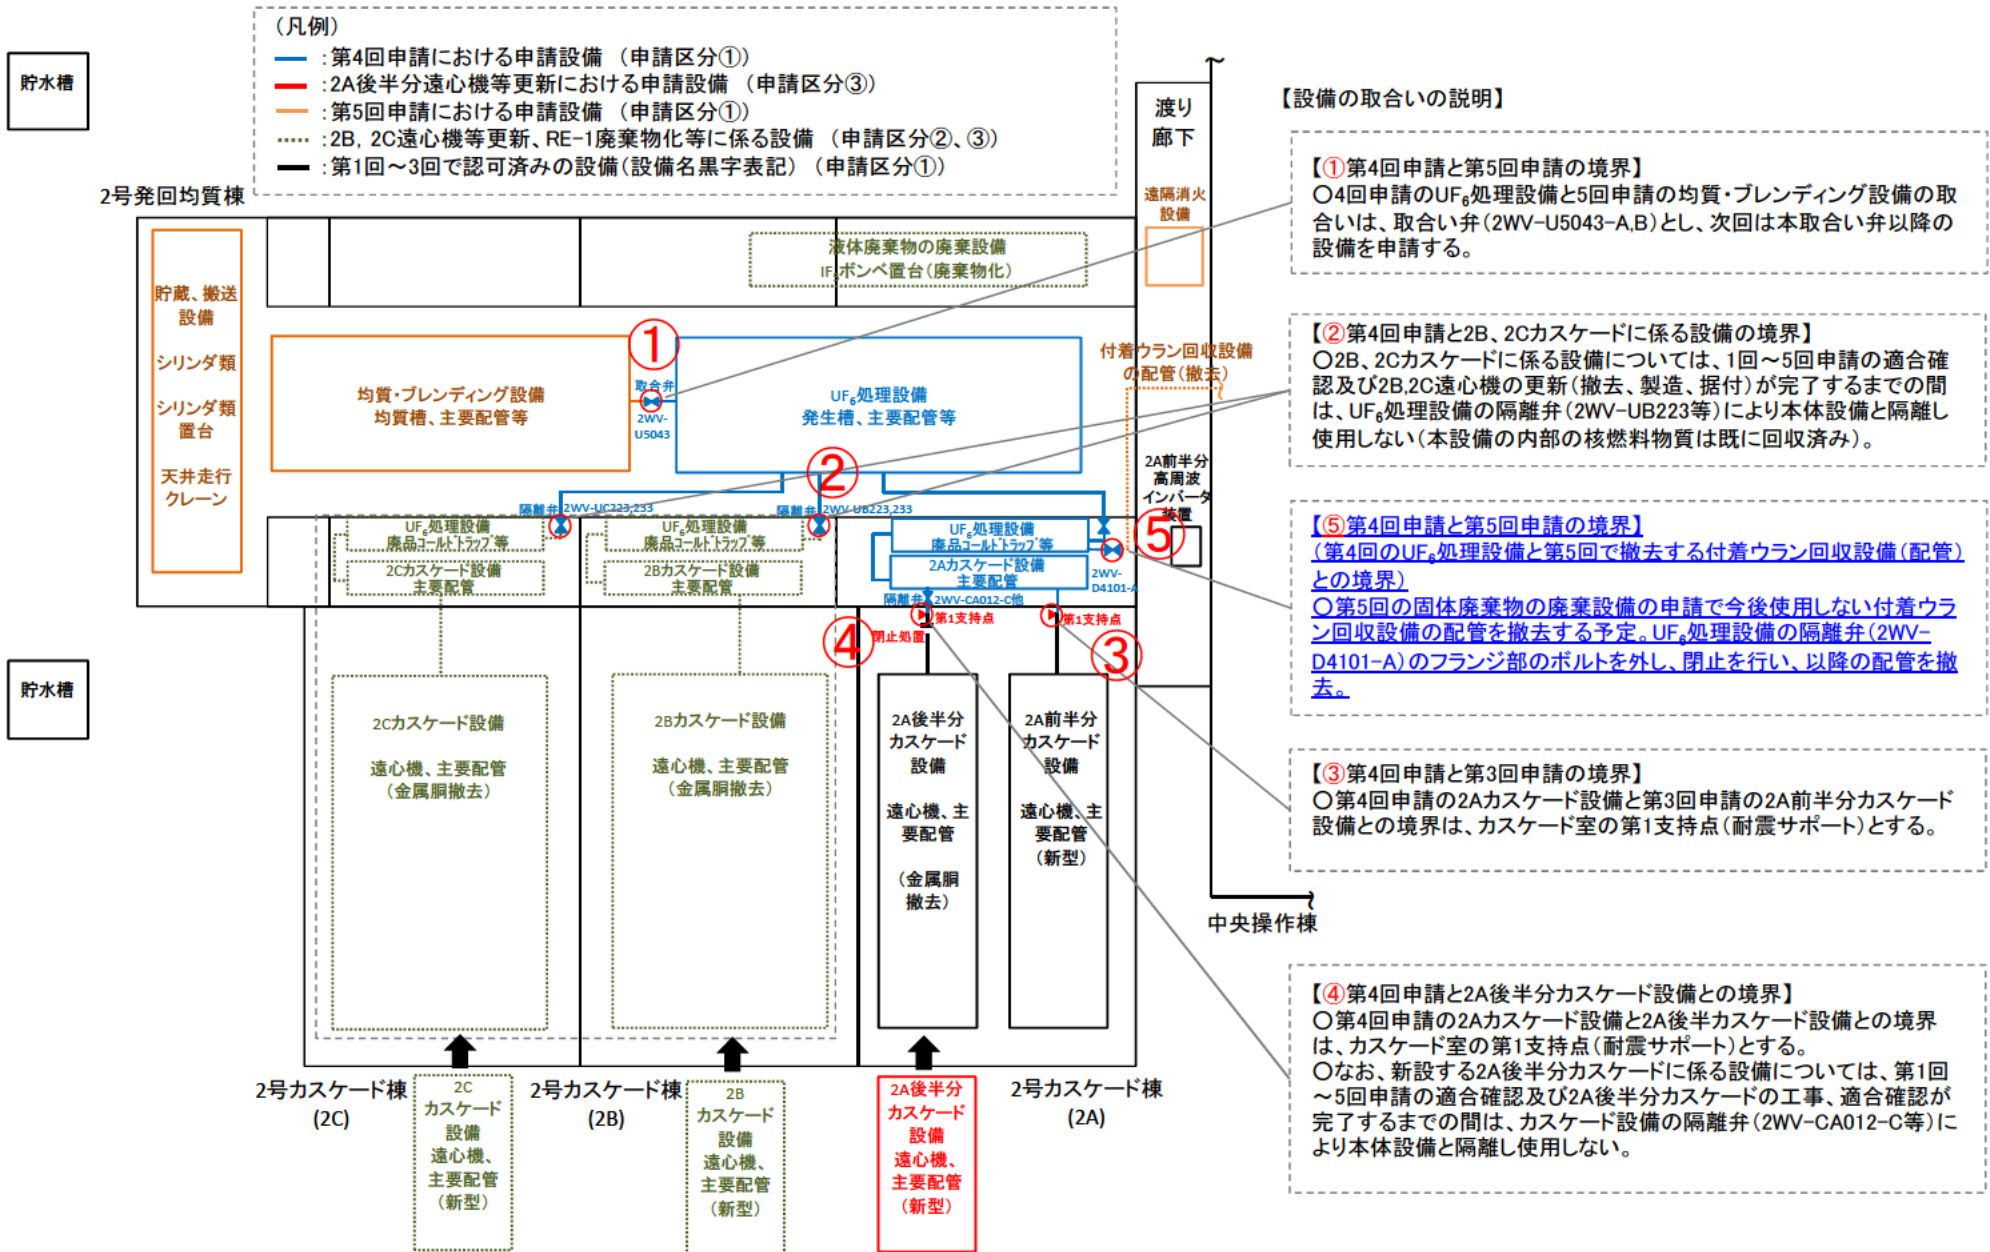 (凡例)
:第4回申請における申請設備 (申請区分①)
:2A後半分遠心機等更新における申請設備 (申請区分③)
:第5回申請における申請設備 (申請区分①)
:2B, 2C遠心機等更新、RE-1廃棄物化等に係る設備 (申請区分②、③)
:第1回～3回で認可済みの設備(設備名黒字表記) (申請区分①)
貯水槽
2号発回均質棟
貯蔵、搬送
設備
シリンダ類
シリンダ類
置台
天井走行
クレーン
液体廃棄物の廃棄設備
IF₇ボンベ置台(廃棄物化)
均質・ブレンディング設備
均質槽、主要配管等
①
取合弁
2WV-
U5043
UF₆処理設備
発生槽、主要配管等
②
渡り
廊下
遠隔消火
設備
付着ウラン回収設備
の配管(撤去)
2A前半分
高周波
インバータ
装置
⑤
隔離弁
2WV-UC223,233
隔離弁
2WV-UB223,233
UF₆処理設備
廃品コールドトラップ等
2Cカスケード設備
主要配管
UF₆処理設備
廃品コールドトラップ等
2Bカスケード設備
主要配管
UF₆処理設備
廃品コールドトラップ等
2Aカスケード設備
主要配管
2WV-
D4101-A
隔離弁
2WV-CA012-C他
第1支持点
第1支持点
閉止処置
④
③
貯水槽
2Cカスケード設備
遠心機、主要配管
(金属胴撤去)
2Bカスケード設備
遠心機、主要配管
(金属胴撤去)
2A後半分
カスケード
設備
遠心機、主
要配管
(金属胴
撤去)
2A前半分
カスケード
設備
遠心機、主
要配管
(新型)
中央操作棟
2号カスケード棟
(2C)
2C
カスケード
設備
遠心機、
主要配管
(新型)
2号カスケード棟
(2B)
2B
カスケード
設備
遠心機、
主要配管
(新型)
2A後半分
カスケード
設備
遠心機、
主要配管
(新型)
2号カスケード棟
(2A)
【設備の取合いの説明】
【①第4回申請と第5回申請の境界】
○4回申請のUF₆処理設備と5回申請の均質・ブレンディング設備の取
合いは、取合い弁(2WV-U5043-A,B)とし、次回は本取合い弁以降の
設備を申請する。
【②第4回申請と2B、2Cカスケードに係る設備の境界】
○2B、2Cカスケードに係る設備については、1回～5回申請の適合確
認及び2B,2C遠心機の更新(撤去、製造、据付)が完了するまでの間
は、UF₆処理設備の隔離弁(2WV-UB223等)により本体設備と隔離し
使用しない(本設備の内部の核燃料物質は既に回収済み)。
【⑤第4回申請と第5回申請の境界】
(第4回のUF₆処理設備と第5回で撤去する付着ウラン回収設備(配管)
との境界)
○第5回の固体廃棄物の廃棄設備の申請で今後使用しない付着ウラ
ン回収設備の配管を撤去する予定。UF₆処理設備の隔離弁(2WV-
D4101-A)のフランジ部のボルトを外し、閉止を行い、以降の配管を撤
去。
【③第4回申請と第3回申請の境界】
○第4回申請の2Aカスケード設備と第3回申請の2A前半分カスケード
設備との境界は、カスケード室の第1支持点(耐震サポート)とする。
【④第4回申請と2A後半分カスケード設備との境界】
○第4回申請の2Aカスケード設備と2A後半カスケード設備との境界
は、カスケード室の第1支持点(耐震サポート)とする。
○なお、新設する2A後半分カスケードに係る設備については、第1回
～5回申請の適合確認及び2A後半分カスケードの工事、適合確認が
完了するまでの間は、カスケード設備の隔離弁(2WV-CA012-C等)に
より本体設備と隔離し使用しない。